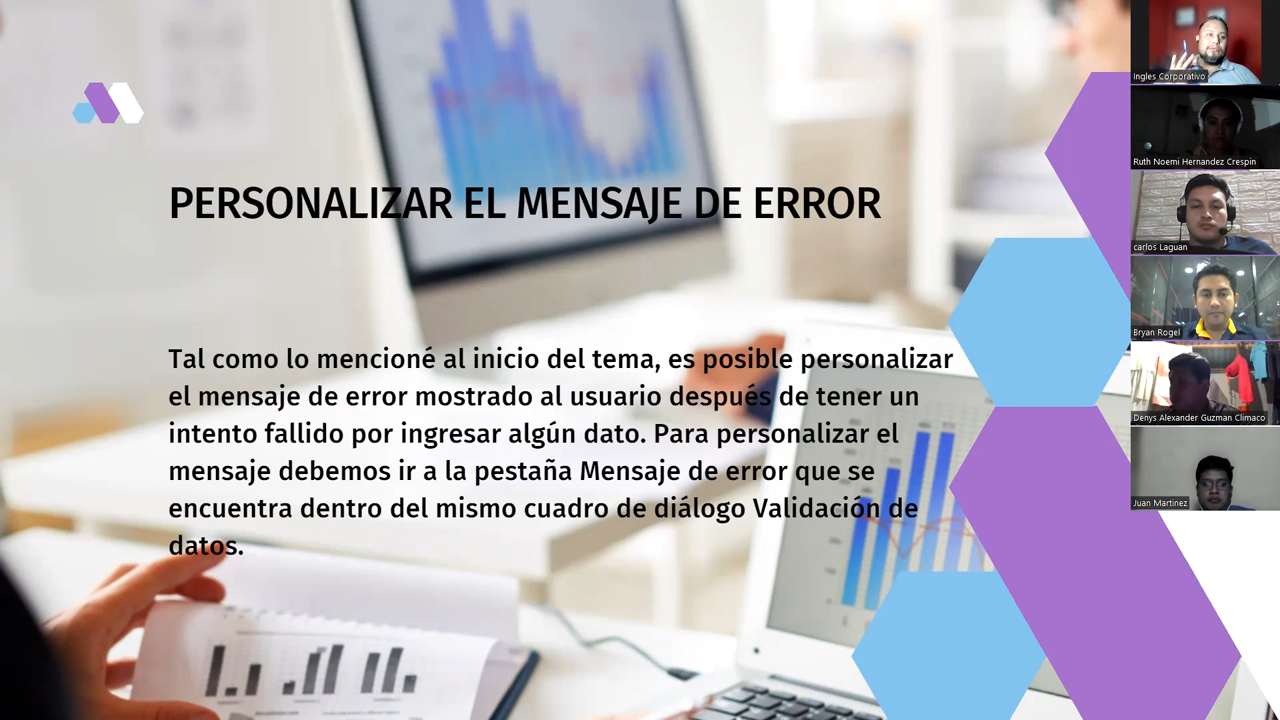 PERSONALIZAR EL MENSAJE DE ERROR
Tal como lo mencioné al inicio del tema, es posible personalizar
el mensaje de error mostrado al usuario después de tener un
intento fallido por ingresar algún dato. Para personalizar el
mensaje debemos ir a la pestaña Mensaje de error que se
encuentra dentro del mismo cuadro de diálogo Validación de
datos.
Ingles Corporativo
Ruth Noemi Hernandez Crespin
carlos Laguan
Bryan Rogel
Denys Alexander Guzman Climaco
Juan Martinez